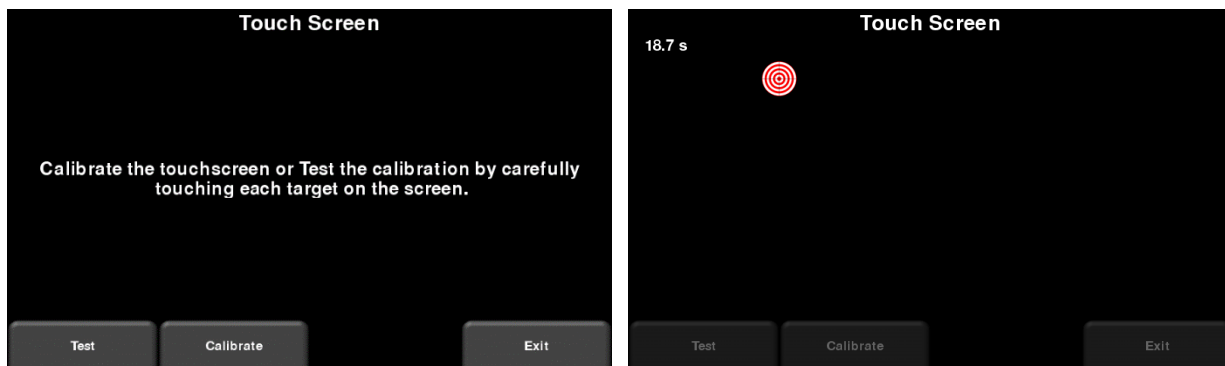 Touch Screen
Calibrate the touchscreen or Test the calibration by carefully
touching each target on the screen.
Test
Calibrate
Exit
Touch Screen
18.7 s
Test
Calibrate
Exit